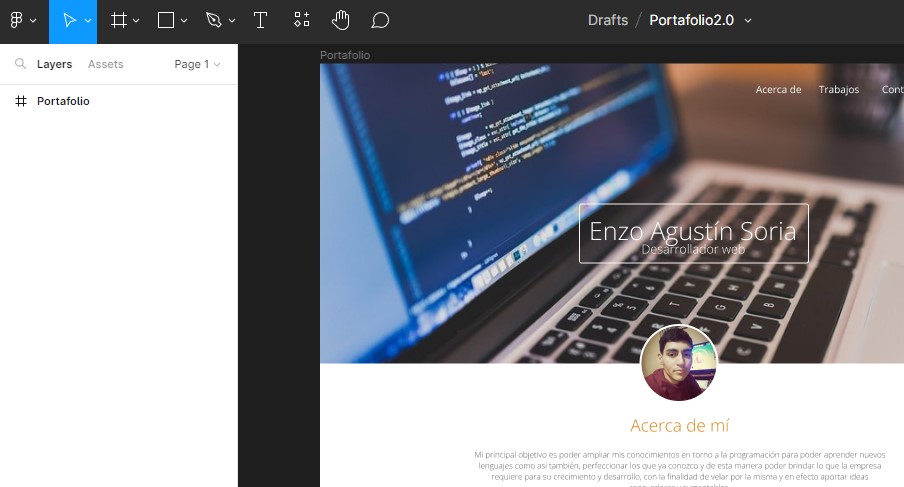 Drafts / Portafolio2.0
Layers Assets Page 1
Portafolio
Portafolio
Acerca de Trabajos Cont
Enzo Agustín Soria
Desarrollador web
Acerca de mí
Mi principal objetivo es poder ampliar mis conocimientos en torno a la programación para poder aprender nuevos
lenguajes como así también, perfeccionar los que ya conozco y de esta manera poder brindar lo que la empresa
requiere para su crecimiento y desarrollo, con la finalidad de velar por la misma y en efecto aportar ideas